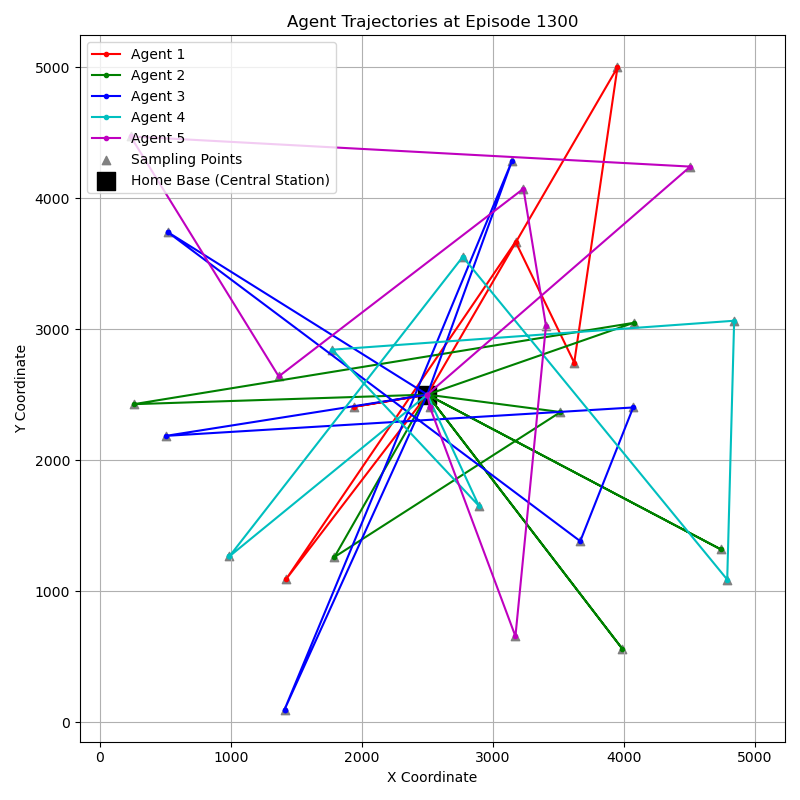 Agent Trajectories at Episode 1300
Agent 1
Agent 2
Agent 3
Agent 4
Agent 5
Sampling Points
Home Base (Central Station)
Y Coordinate
5000
4000
3000
2000
1000
0
0 1000 2000 3000 4000 5000
X Coordinate